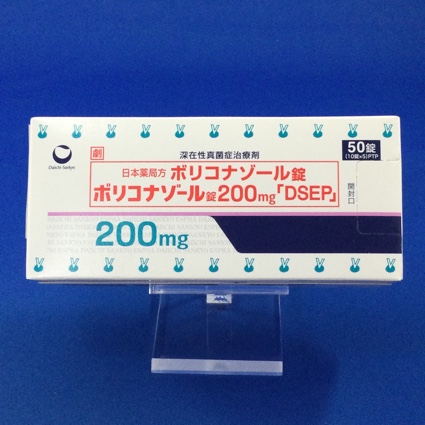 Daiichi-Sankyo
劇
深在性真菌症治療剤
50錠
(10錠×5)PTP
日本薬局方 ボリコナゾール錠
ボリコナゾール錠200mg「DSEP」
開封口
200mg